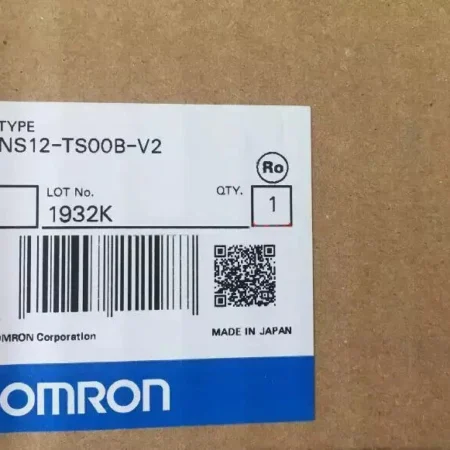 TYPE
NS12-TS00B-V2
Ro
LOT No.
QTY.
1932K
1
OMRON Corporation
MADE IN JAPAN
OMRON